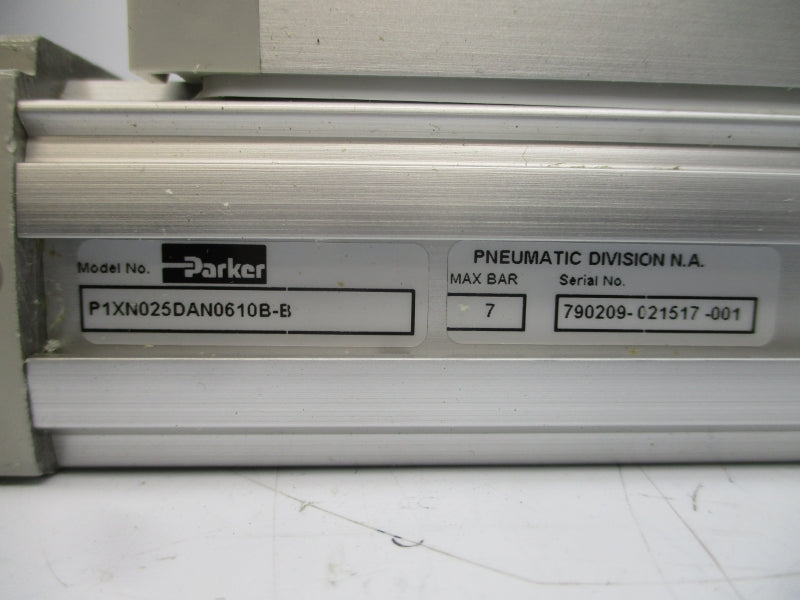 Model No. Parker
P1XN025DAN0610B-B
PNEUMATIC DIVISION N.A.
MAX BAR Serial No.
7 790209-021517-001